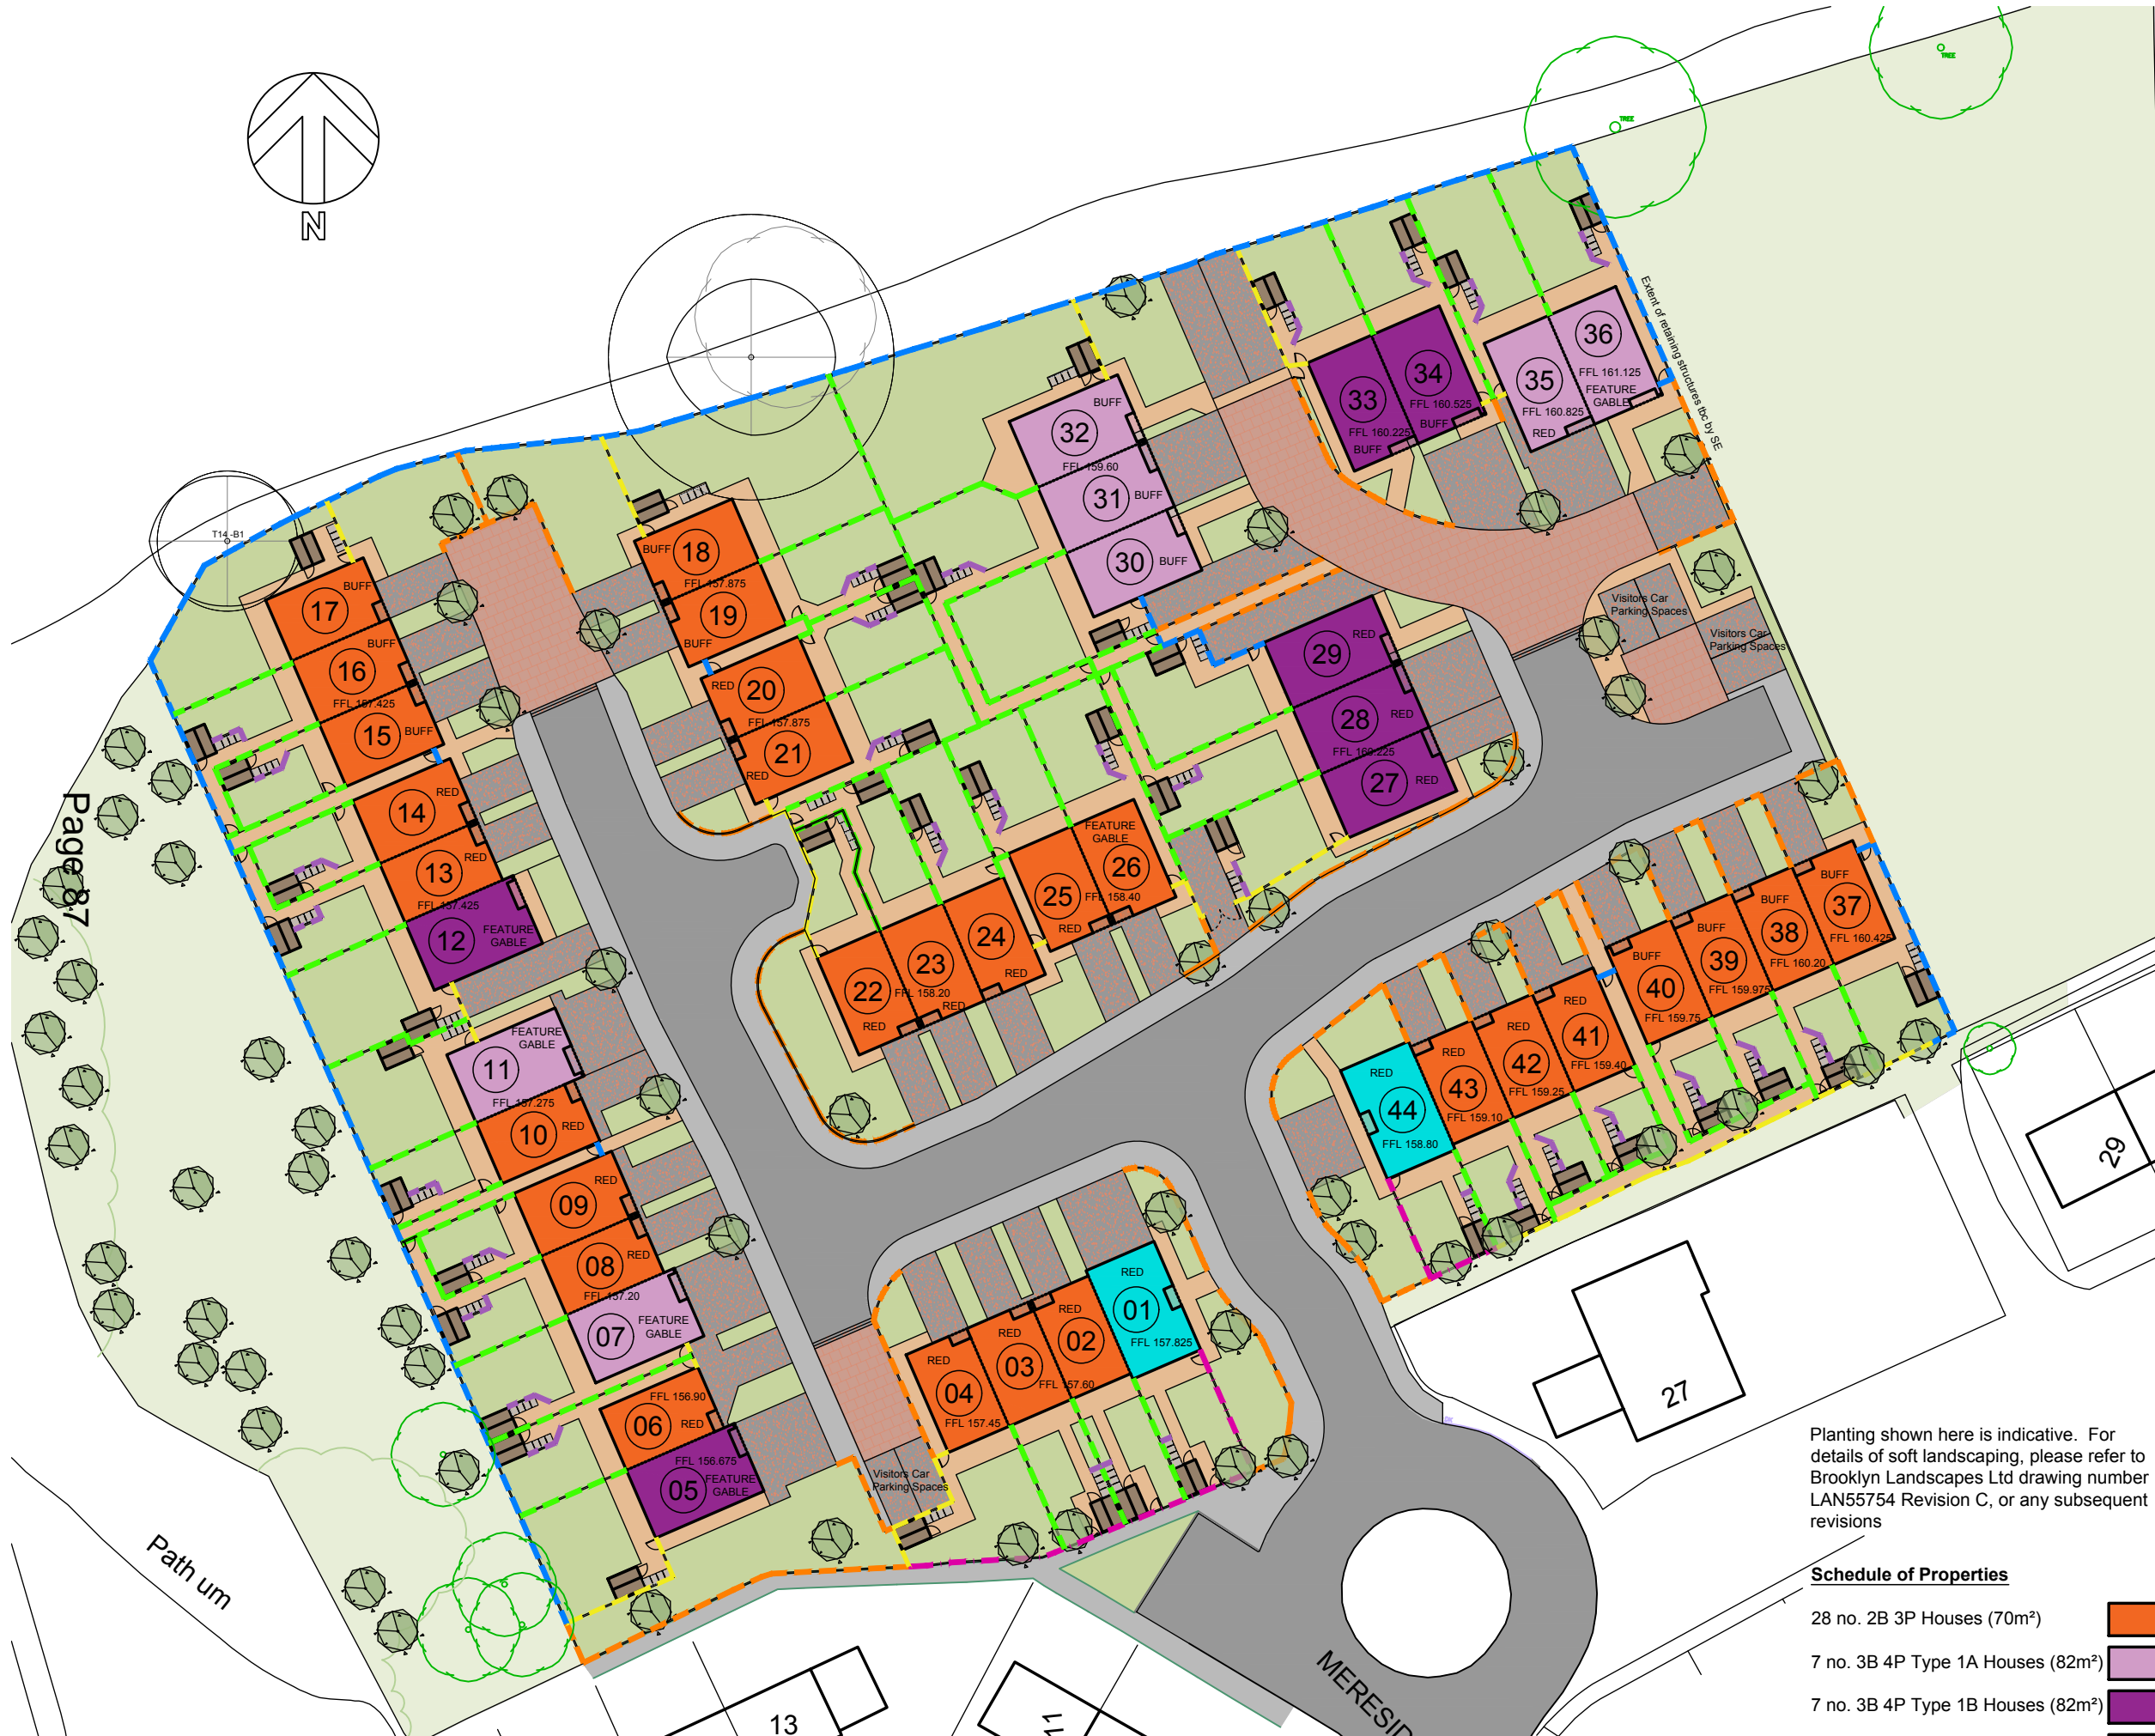 N
TREE
TREE
T14 -B1
Extent of retaining structures tbc by SE
36
FFL 161.125
FEATURE
GABLE
35
FFL 160.825
RED
34
FFL 160.525
BUFF
33
FFL 160.225
BUFF
BUFF
32
FFL 159.60
31
BUFF
30
BUFF
BUFF
18
FFL 157.875
19
BUFF
BUFF
17
BUFF
16
FFL 157.425
15
BUFF
RED
20
FFL 157.875
21
RED
29
RED
28
RED
FFL 160.225
27
RED
Visitors Car
Parking Spaces
Visitors Car
Parking Spaces
RED
14
13
RED
FFL 157.425
12
FEATURE
GABLE
Page 87
FEATURE
GABLE
26
25
FFL 158.40
RED
24
RED
23
FFL 158.20
RED
22
RED
BUFF
37
FFL 160.425
BUFF
38
FFL 160.20
BUFF
39
FFL 159.975
BUFF
40
FFL 159.75
RED
41
FFL 159.40
RED
42
FFL 159.25
RED
43
FFL 159.10
RED
44
FFL 158.80
FEATURE
GABLE
11
FFL 157.275
10
RED
RED
09
08
RED
FFL 157.20
07
FEATURE
GABLE
FFL 156.90
06
RED
FFL 156.675
05
FEATURE
GABLE
RED
01
FFL 157.825
RED
02
FFL 157.60
RED
03
RED
04
FFL 157.45
Visitors Car
Parking Spaces
29
27
13
11
Path um
MERESID
Planting shown here is indicative.  For
details of soft landscaping, please refer to
Brooklyn Landscapes Ltd drawing number
LAN55754 Revision C, or any subsequent
revisions
Schedule of Properties
28 no. 2B 3P Houses (70m²)
7 no. 3B 4P Type 1A Houses (82m²)
7 no. 3B 4P Type 1B Houses (82m²)